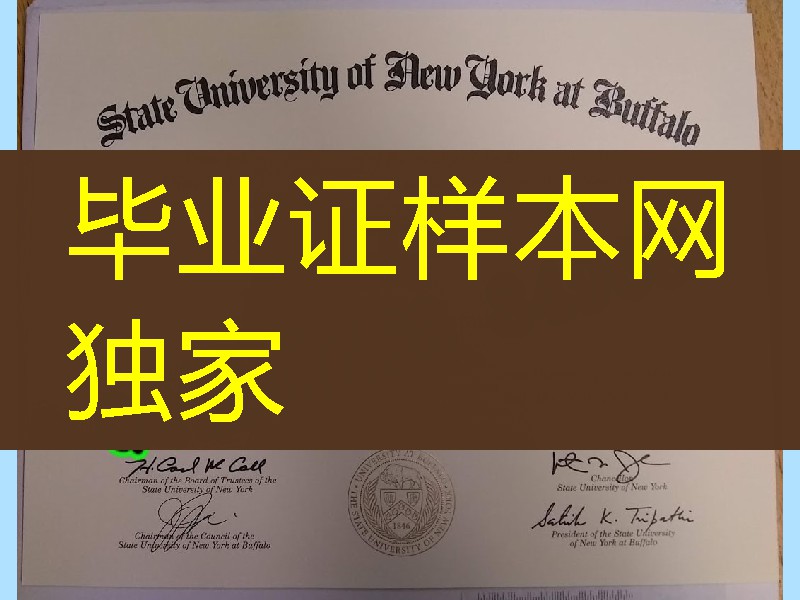 State University of New York at Buffalo
毕业证样本网
独家
H. Carl McCall
Chairman of the Board of Trustees of the
State University of New York
Chancellor
State University of New York
Chairman of the Council of the
State University of New York at Buffalo
Satish K. Tripathi
President of the State University
of New York at Buffalo
1846